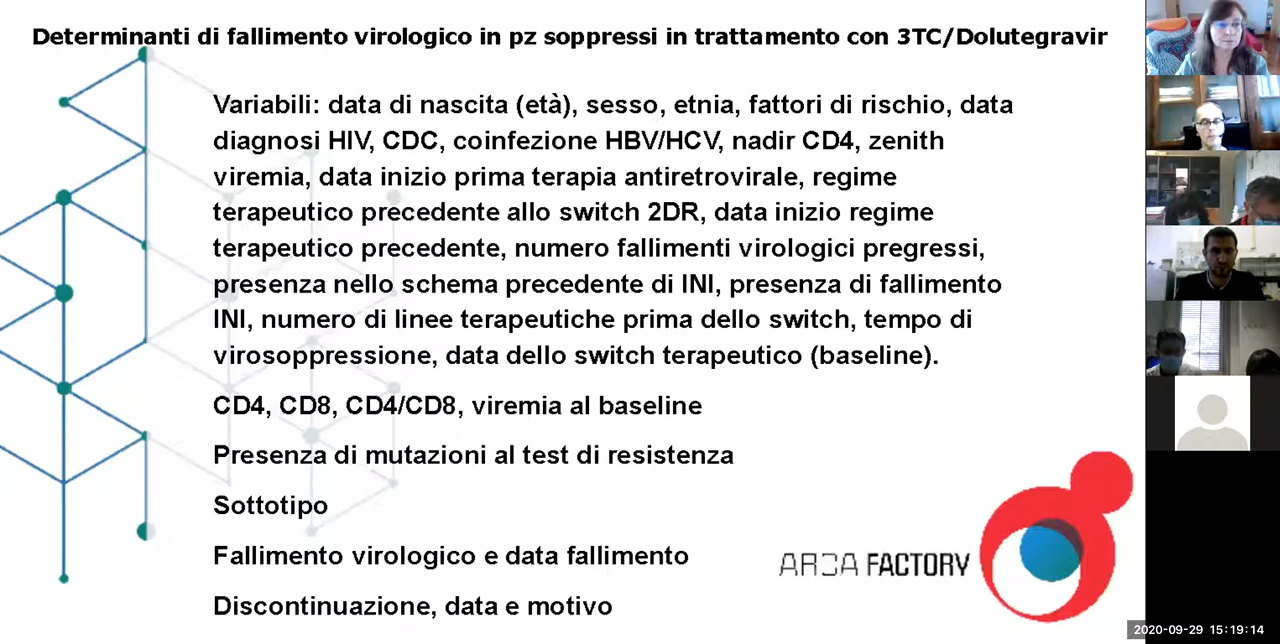 Determinanti di fallimento virologico in pz soppressi in trattamento con 3TC/Dolutegravir
Variabili: data di nascita (età), sesso, etnia, fattori di rischio, data
diagnosi HIV, CDC, coinfezione HBV/HCV, nadir CD4, zenith
viremia, data inizio prima terapia antiretrovirale, regime
terapeutico precedente allo switch 2DR, data inizio regime
terapeutico precedente, numero fallimenti virologici pregressi,
presenza nello schema precedente di INI, presenza di fallimento
INI, numero di linee terapeutiche prima dello switch, tempo di
virosoppressione, data dello switch terapeutico (baseline).
CD4, CD8, CD4/CD8, viremia al baseline
Presenza di mutazioni al test di resistenza
Sottotipo
Fallimento virologico e data fallimento
Discontinuazione, data e motivo
ARCA FACTORY
2020-09-29 15:19:14